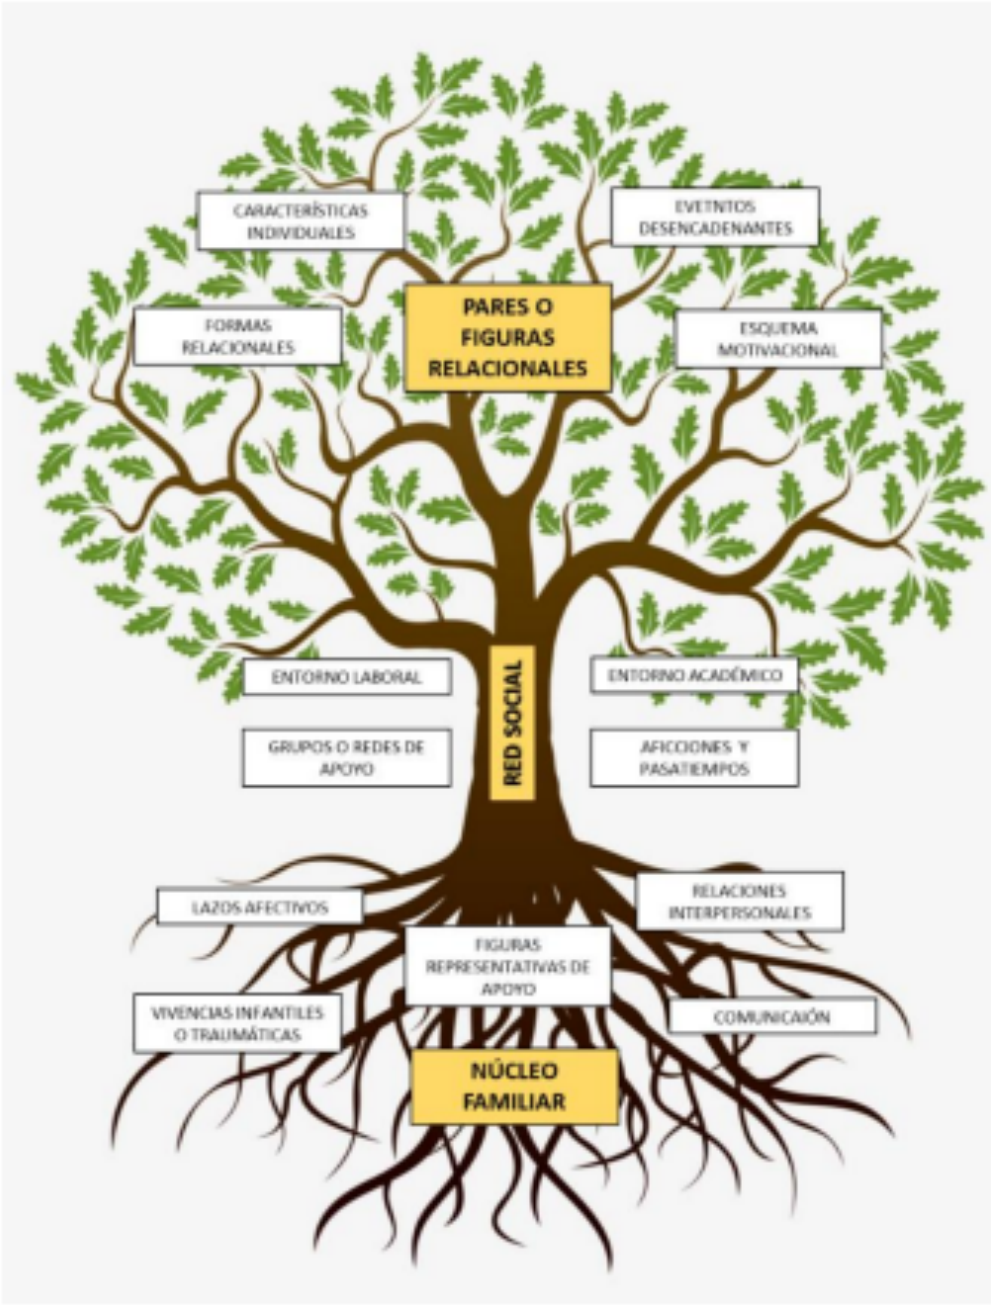 CARACTERÍSTICAS
INDIVIDUALES
EVETNTOS
DESENCADENANTES
PARES O
FIGURAS
RELACIONALES
FORMAS
RELACIONALES
ESQUEMA
MOTIVACIONAL
ENTORNO LABORAL
ENTORNO ACADÉMICO
RED SOCIAL
GRUPOS O REDES DE
APOYO
AFICCIONES Y
PASATIEMPOS
LAZOS AFECTIVOS
RELACIONES
INTERPERSONALES
FIGURAS
REPRESENTATIVAS DE
APOYO
VIVENCIAS INFANTILES
O TRAUMÁTICAS
COMUNICAIÓN
NÚCLEO
FAMILIAR